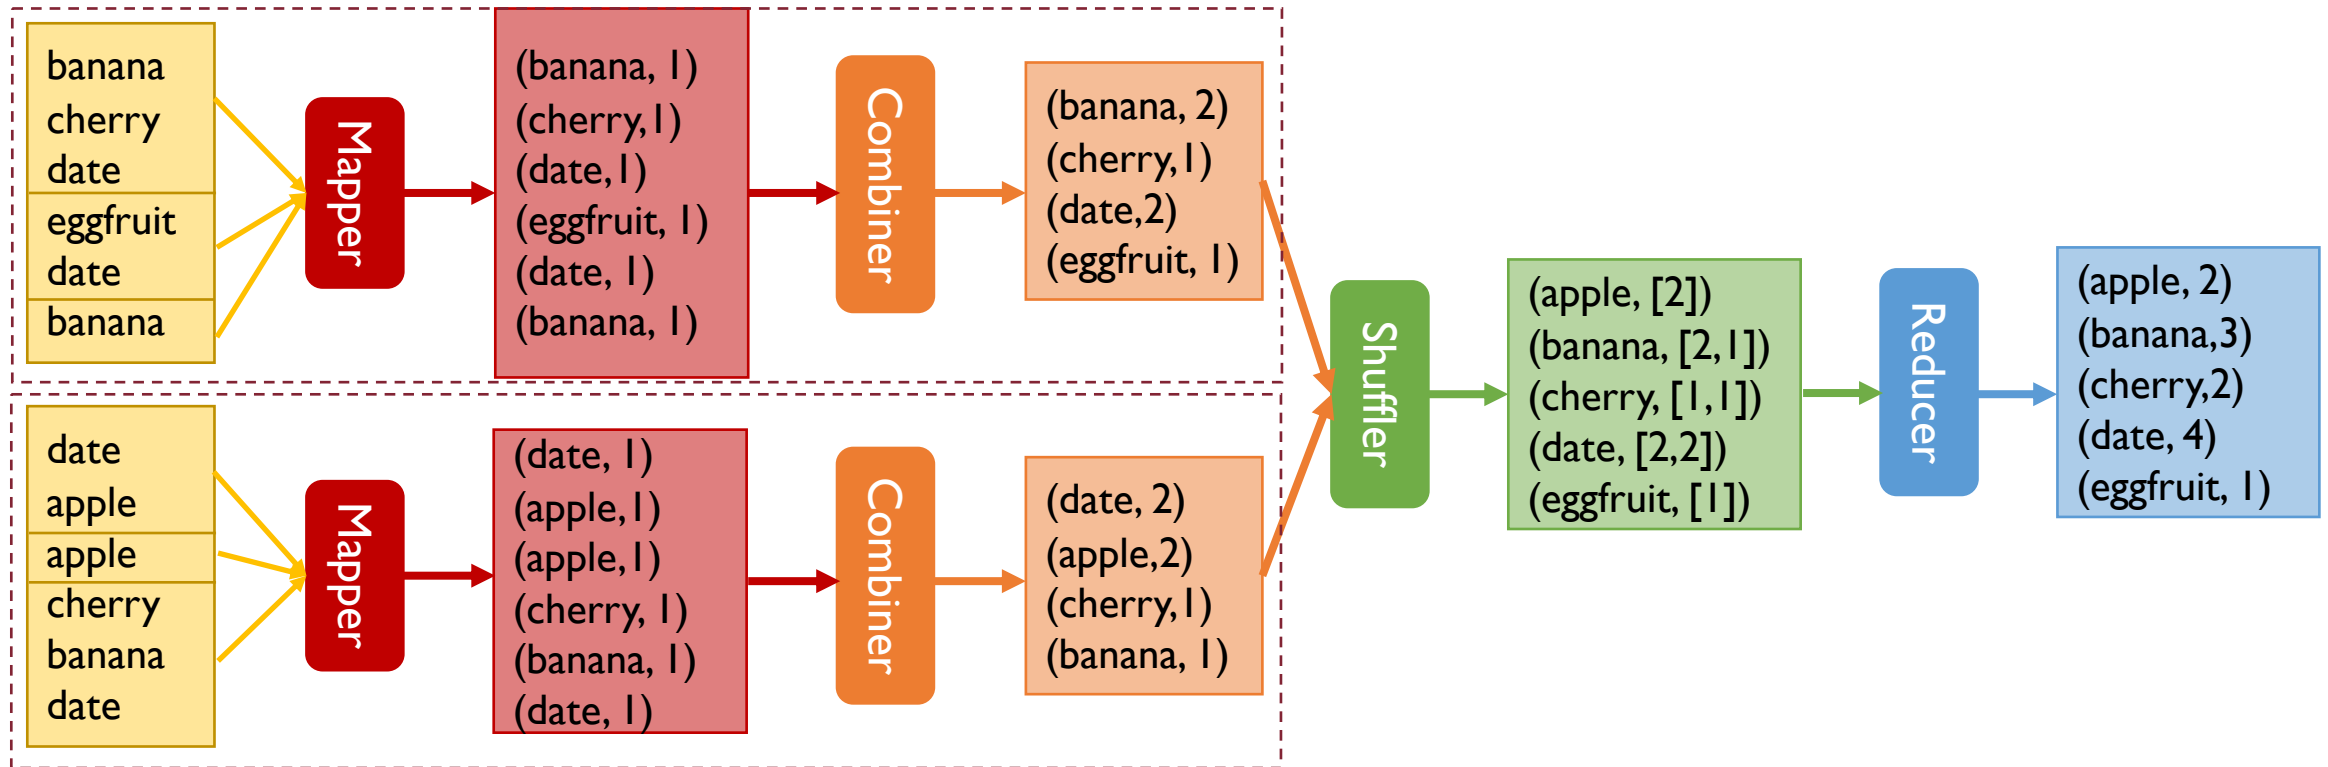 banana
cherry
date
eggfruit
date
banana
Mapper
(banana, 1)
(cherry,1)
(date,1)
(eggfruit, 1)
(date, 1)
(banana, 1)
Combiner
(banana, 2)
(cherry,1)
(date,2)
(eggfruit, 1)
date
apple
apple
cherry
banana
date
Mapper
(date, 1)
(apple,1)
(apple,1)
(cherry, 1)
(banana, 1)
(date, 1)
Combiner
(date, 2)
(apple,2)
(cherry,1)
(banana, 1)
Shuffler
(apple, [2])
(banana, [2,1])
(cherry, [1,1])
(date, [2,2])
(eggfruit, [1])
Reducer
(apple, 2)
(banana,3)
(cherry,2)
(date, 4)
(eggfruit, 1)